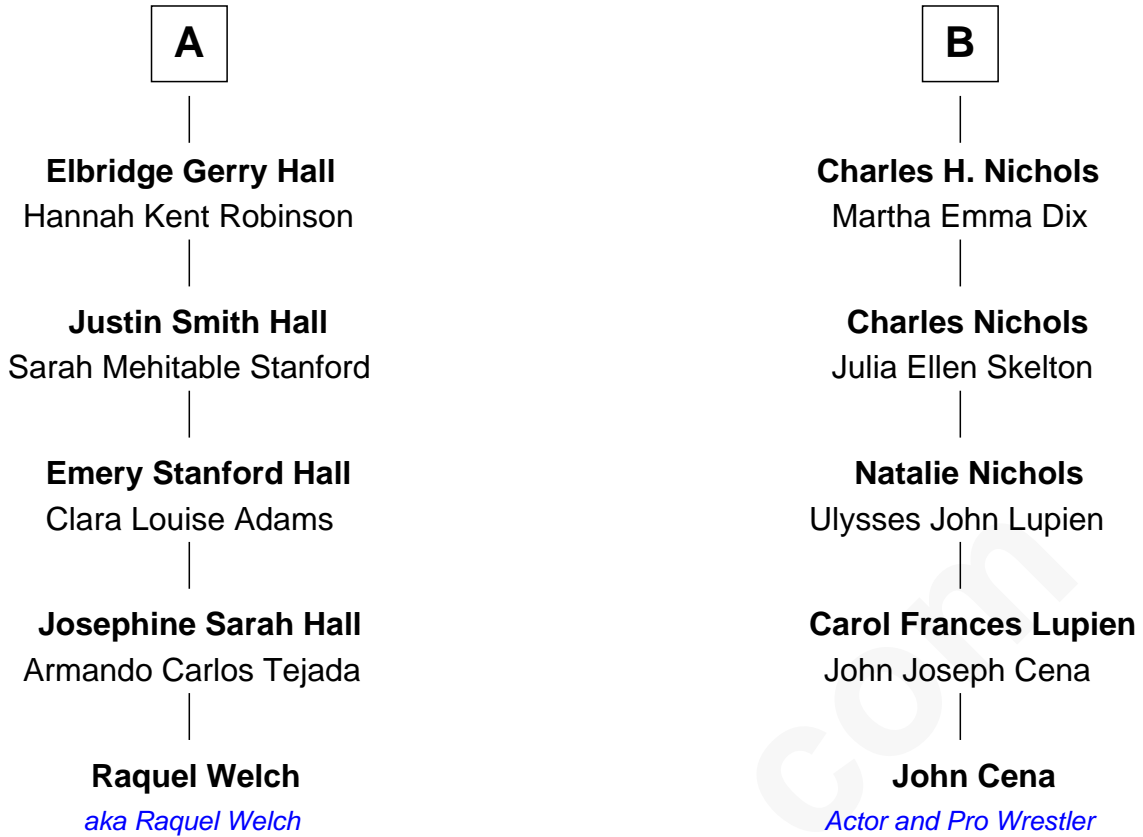 A
Elbridge Gerry Hall
Hannah Kent Robinson
Justin Smith Hall
Sarah Mehitable Stanford
Emery Stanford Hall
Clara Louise Adams
Josephine Sarah Hall
Armando Carlos Tejada
Raquel Welch
aka Raquel Welch
B
Charles H. Nichols
Martha Emma Dix
Charles Nichols
Julia Ellen Skelton
Natalie Nichols
Ulysses John Lupien
Carol Frances Lupien
John Joseph Cena
John Cena
Actor and Pro Wrestler
com